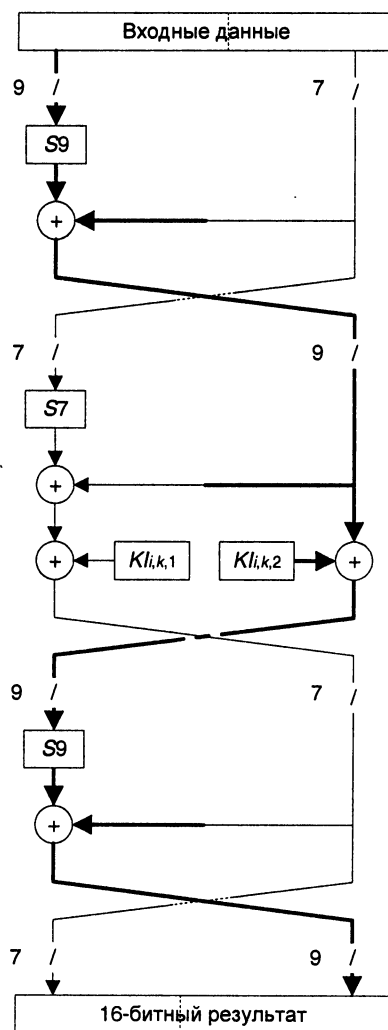 Входные данные
9 7
S9
+
7 9
S7
+
+ KIi,k,1 KIi,k,2 +
9 7
S9
+
7 9
16-битный результат